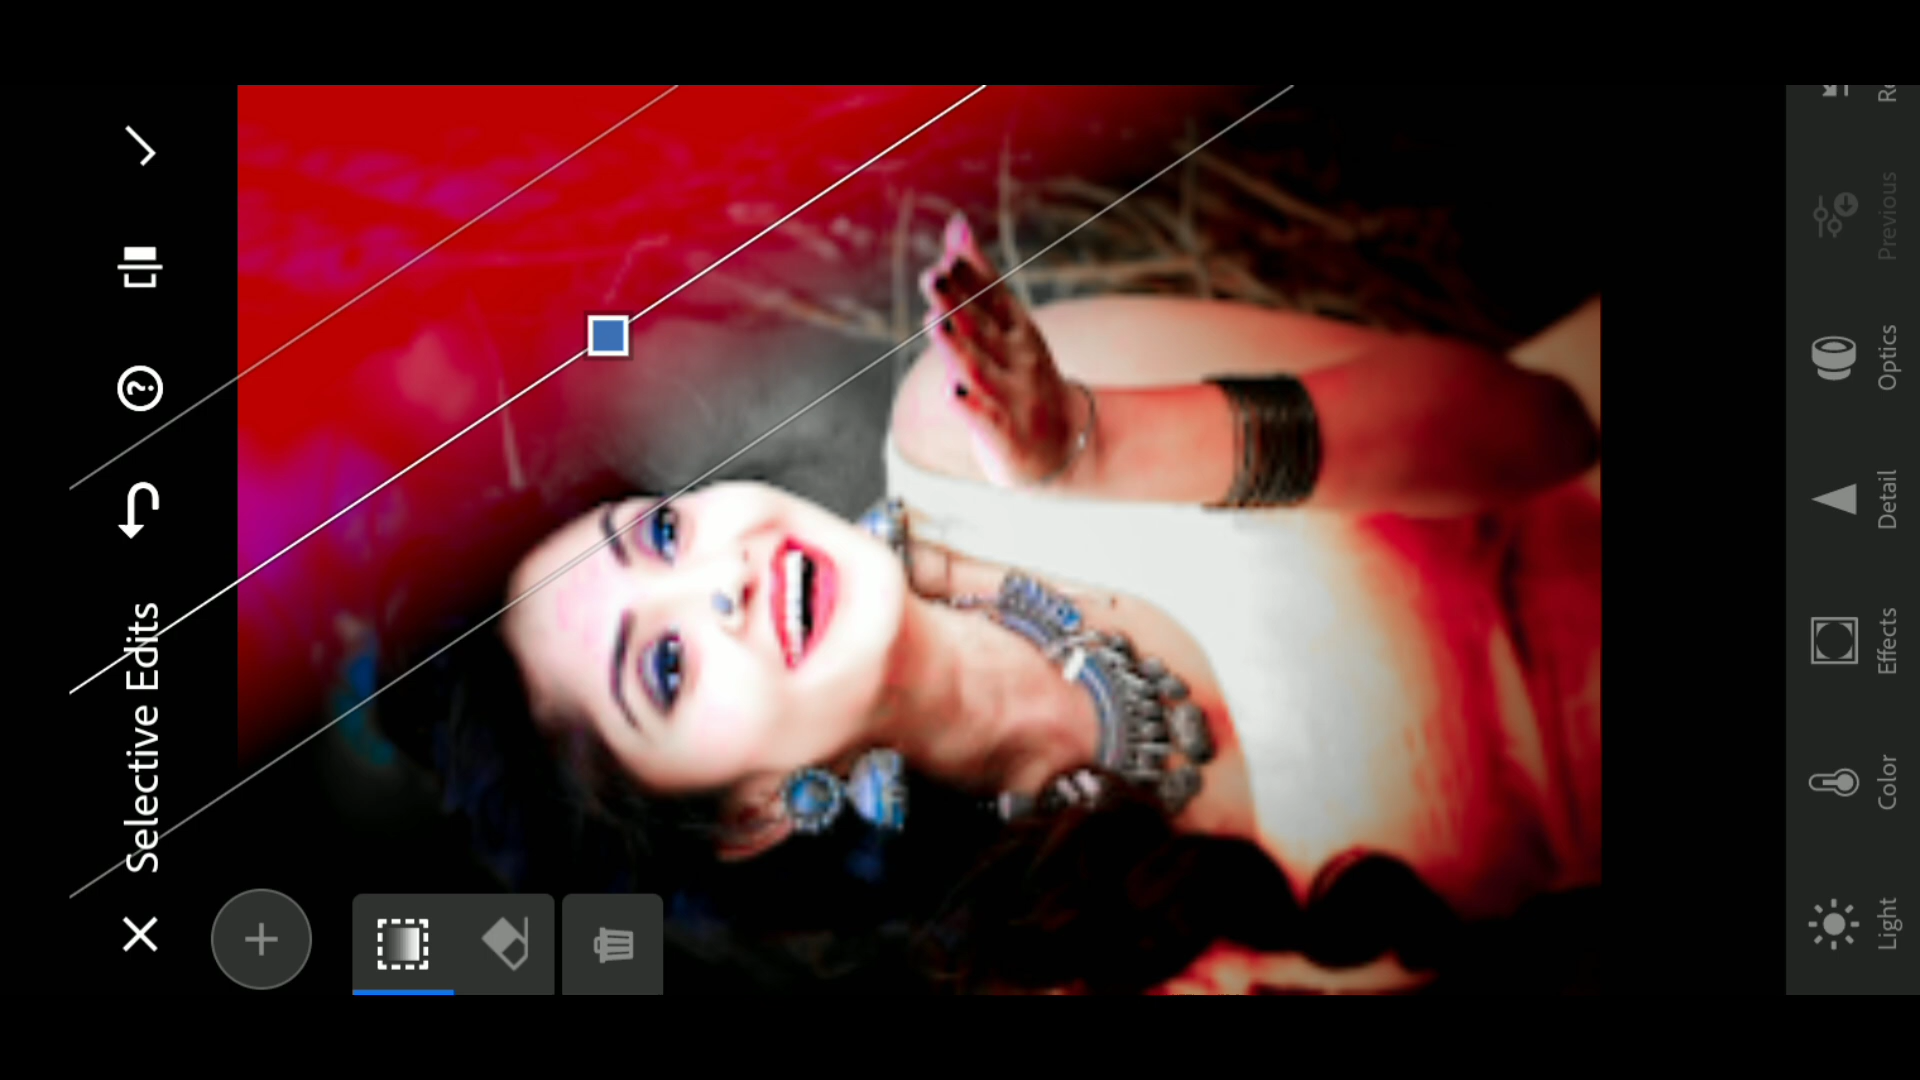 Selective Edits
Light
Color
Effects
Detail
Optics
Previous